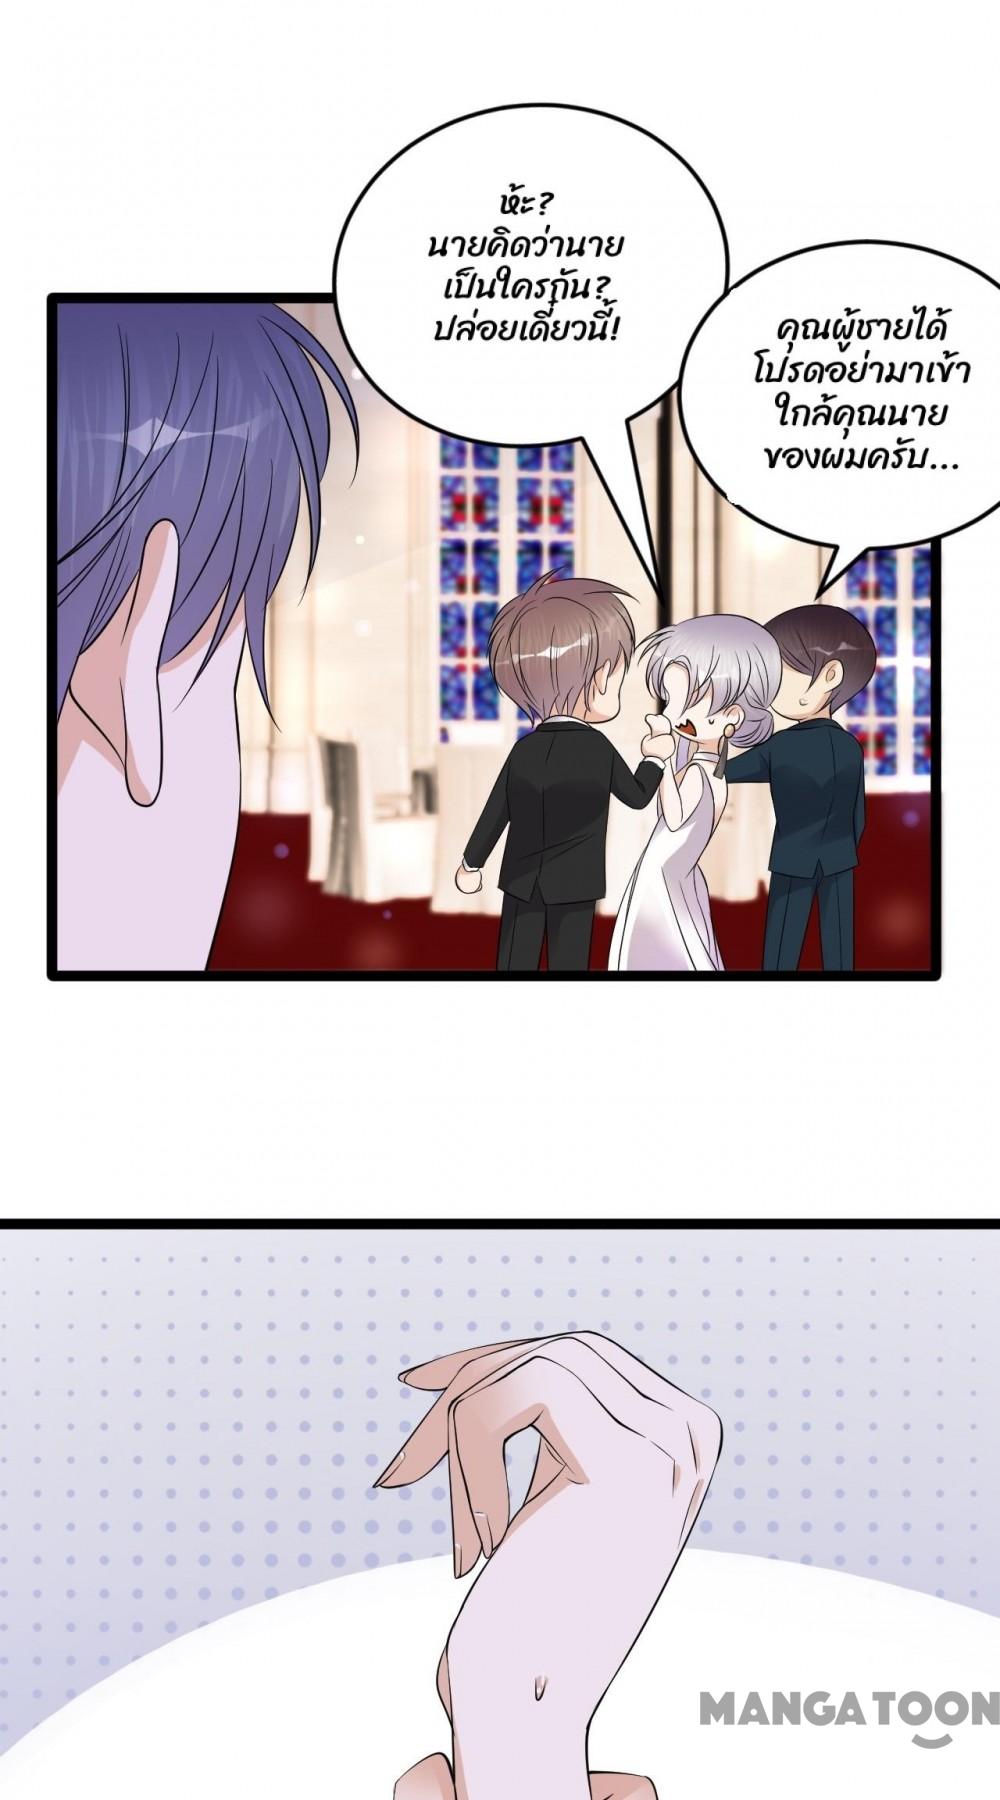 ห้ะ?
นายคิดว่านาย
เป็นใครกัน?
ปล่อยเดี๋ยวนี้!
คุณผู้ชายได้
โปรดอย่ามาเข้า
ใกล้คุณนาย
ของผมครับ...
MANGATOON